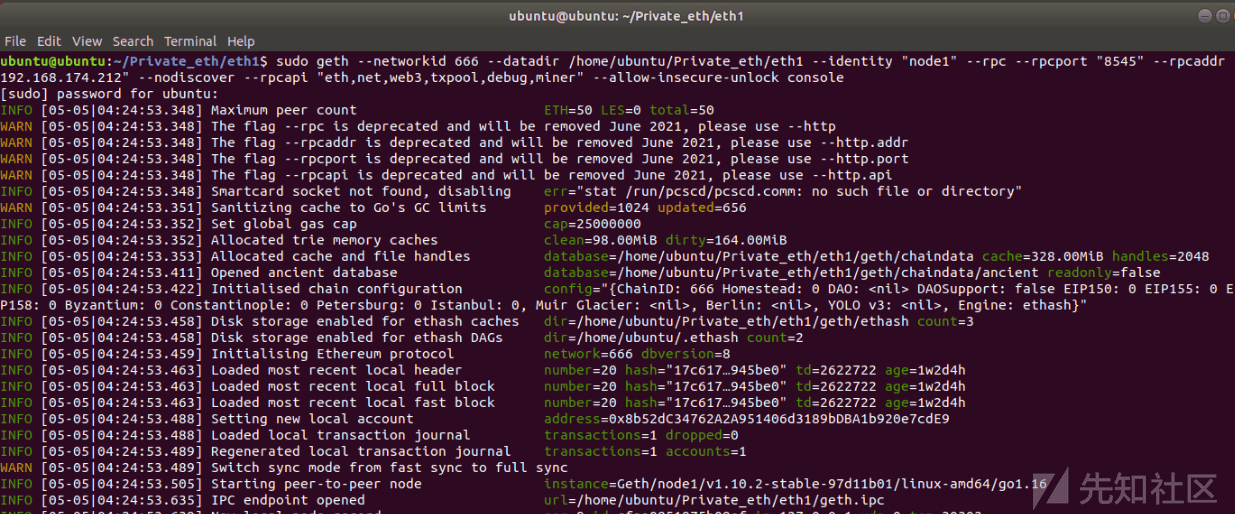 ubuntu@ubuntu: ~/Private_eth/eth1
File Edit View Search Terminal Help
ubuntu@ubuntu:~/Private_eth/eth1$ sudo geth --networkid 666 --datadir /home/ubuntu/Private_eth/eth1 --identity "node1" --rpc --rpcport "8545" --rpcaddr
192.168.174.212" --nodiscover --rpcapi "eth,net,web3,txpool,debug,miner" --allow-insecure-unlock console
[sudo] password for ubuntu:
INFO [05-05|04:24:53.348] Maximum peer count ETH=50 LES=0 total=50
WARN [05-05|04:24:53.348] The flag --rpc is deprecated and will be removed June 2021, please use --http
WARN [05-05|04:24:53.348] The flag --rpcaddr is deprecated and will be removed June 2021, please use --http.addr
WARN [05-05|04:24:53.348] The flag --rpcport is deprecated and will be removed June 2021, please use --http.port
WARN [05-05|04:24:53.348] The flag --rpcapi is deprecated and will be removed June 2021, please use --http.api
INFO [05-05|04:24:53.348] Smartcard socket not found, disabling err="stat /run/pcscd/pcscd.comm: no such file or directory"
WARN [05-05|04:24:53.351] Sanitizing cache to Go's GC limits provided=1024 updated=656
INFO [05-05|04:24:53.352] Set global gas cap cap=25000000
INFO [05-05|04:24:53.352] Allocated trie memory caches clean=98.00MiB dirty=164.00MiB
INFO [05-05|04:24:53.353] Allocated cache and file handles database=/home/ubuntu/Private_eth/eth1/geth/chaindata cache=328.00MiB handles=2048
INFO [05-05|04:24:53.411] Opened ancient database database=/home/ubuntu/Private_eth/eth1/geth/chaindata/ancient readonly=false
INFO [05-05|04:24:53.422] Initialised chain configuration config="{ChainID: 666 Homestead: 0 DAO: <nil> DAOSupport: false EIP150: 0 EIP155: 0 E
P158: 0 Byzantium: 0 Constantinople: 0 Petersburg: 0 Istanbul: 0, Muir Glacier: <nil>, Berlin: <nil>, YOLO v3: <nil>, Engine: ethash}"
INFO [05-05|04:24:53.458] Disk storage enabled for ethash caches dir=/home/ubuntu/Private_eth/eth1/geth/ethash count=3
INFO [05-05|04:24:53.458] Disk storage enabled for ethash DAGs dir=/home/ubuntu/.ethash count=2
INFO [05-05|04:24:53.459] Initialising Ethereum protocol network=666 dbversion=8
INFO [05-05|04:24:53.463] Loaded most recent local header number=20 hash="17c617…945be0" td=2622722 age=1w2d4h
INFO [05-05|04:24:53.463] Loaded most recent local full block number=20 hash="17c617…945be0" td=2622722 age=1w2d4h
INFO [05-05|04:24:53.463] Loaded most recent local fast block number=20 hash="17c617…945be0" td=2622722 age=1w2d4h
INFO [05-05|04:24:53.488] Setting new local account address=0x8b52dC34762A2A951406d3189bDBA1b920e7cdE9
INFO [05-05|04:24:53.488] Loaded local transaction journal transactions=1 dropped=0
INFO [05-05|04:24:53.489] Regenerated local transaction journal transactions=1 accounts=1
WARN [05-05|04:24:53.489] Switch sync mode from fast sync to full sync
INFO [05-05|04:24:53.505] Starting peer-to-peer node instance=Geth/node1/v1.10.2-stable-97d11b01/linux-amd64/go1.16
INFO [05-05|04:24:53.635] IPC endpoint opened url=/home/ubuntu/Private_eth/eth1/geth.ipc
先知社区